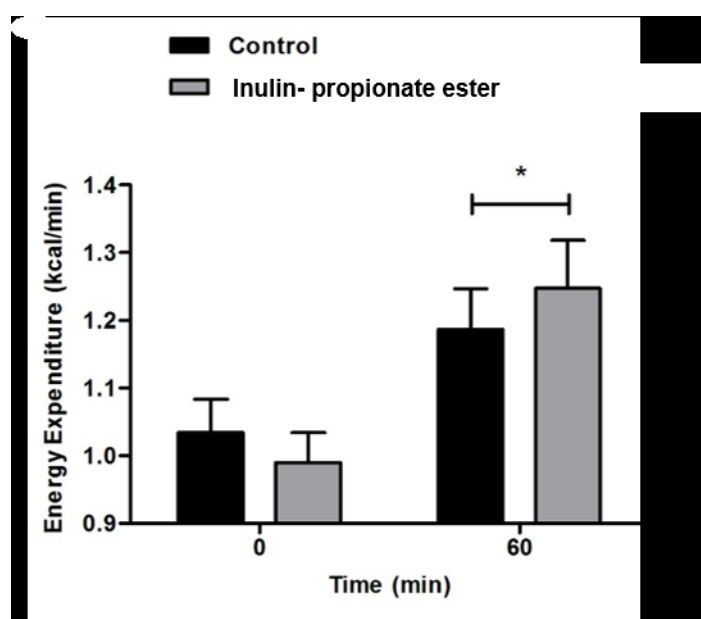 Control
Inulin- propionate ester
*
Energy Expenditure (kcal/min)
1.4
1.3
1.2
1.1
1.0
0.9
0
60
Time (min)